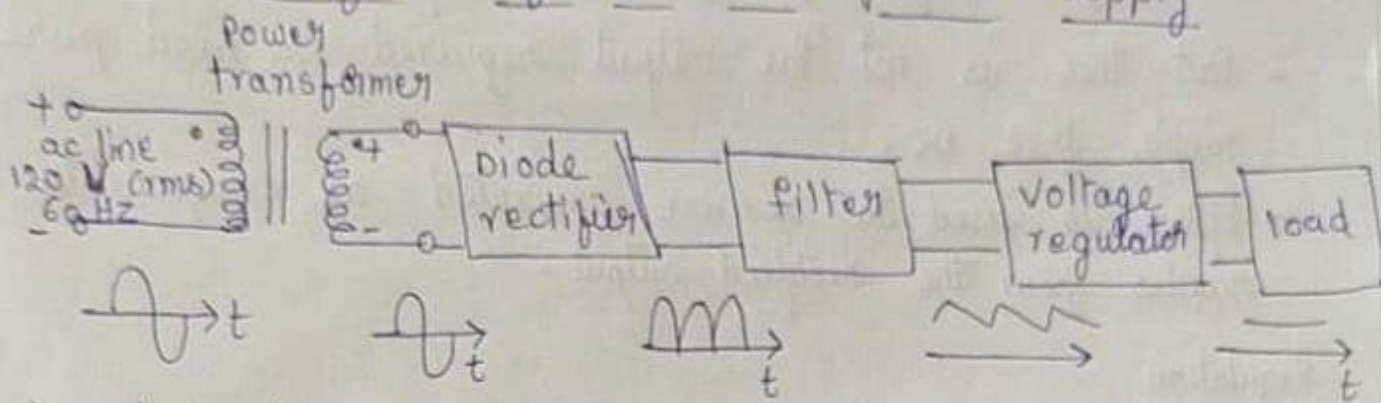 Power
transformer
+
ac line
120 V (rms)
60 Hz
-
+
-
Diode
rectifier
filter
voltage
regulator
load
t
t
t
t